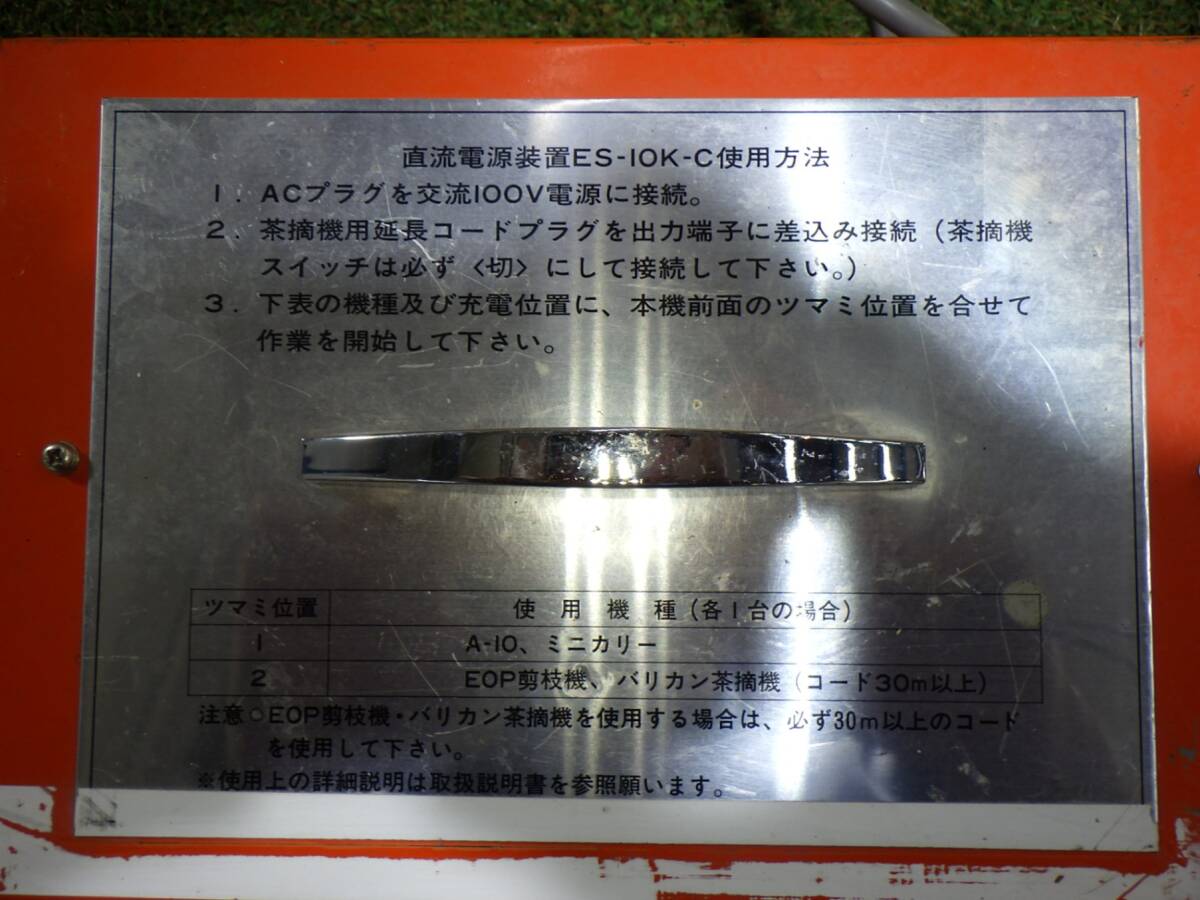 直流電源装置ES-10K-C使用方法
1. ACプラグを交流100V電源に接続。
2. 茶摘機用延長コードプラグを出力端子に差込み接続（茶摘機
スイッチは必ず〈切〉にして接続して下さい。）
3. 下表の機種及び充電位置に、本機前面のツマミ位置を合せて
作業を開始して下さい。
ツマミ位置 使用機種（各1台の場合）
1 A-10、ミニカリー
2 EOP剪枝機、バリカン茶摘機（コード30m以上）
注意○EOP剪枝機・バリカン茶摘機を使用する場合は、必ず30m以上のコード
を使用して下さい。
※使用上の詳細説明は取扱説明書を参照願います。